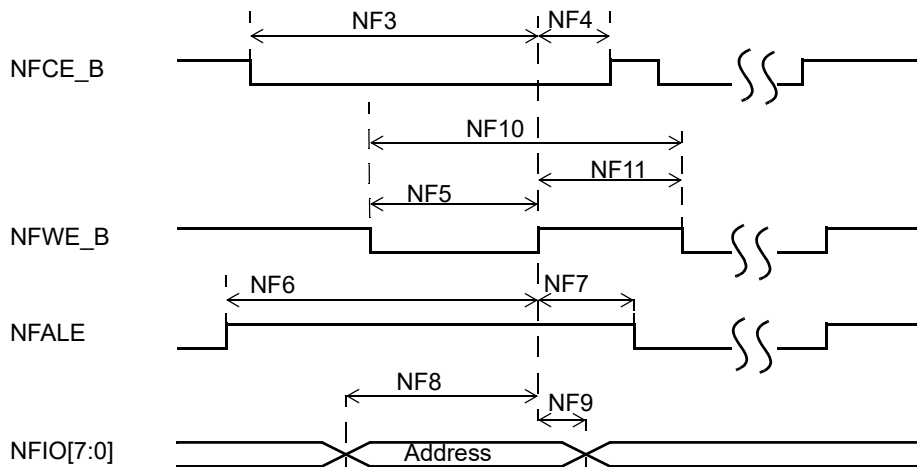 NF3
NF4
NFCE_B
NF10
NF11
NF5
NFWE_B
NF6
NF7
NFALE
NF8
NF9
NFIO[7:0]
Address